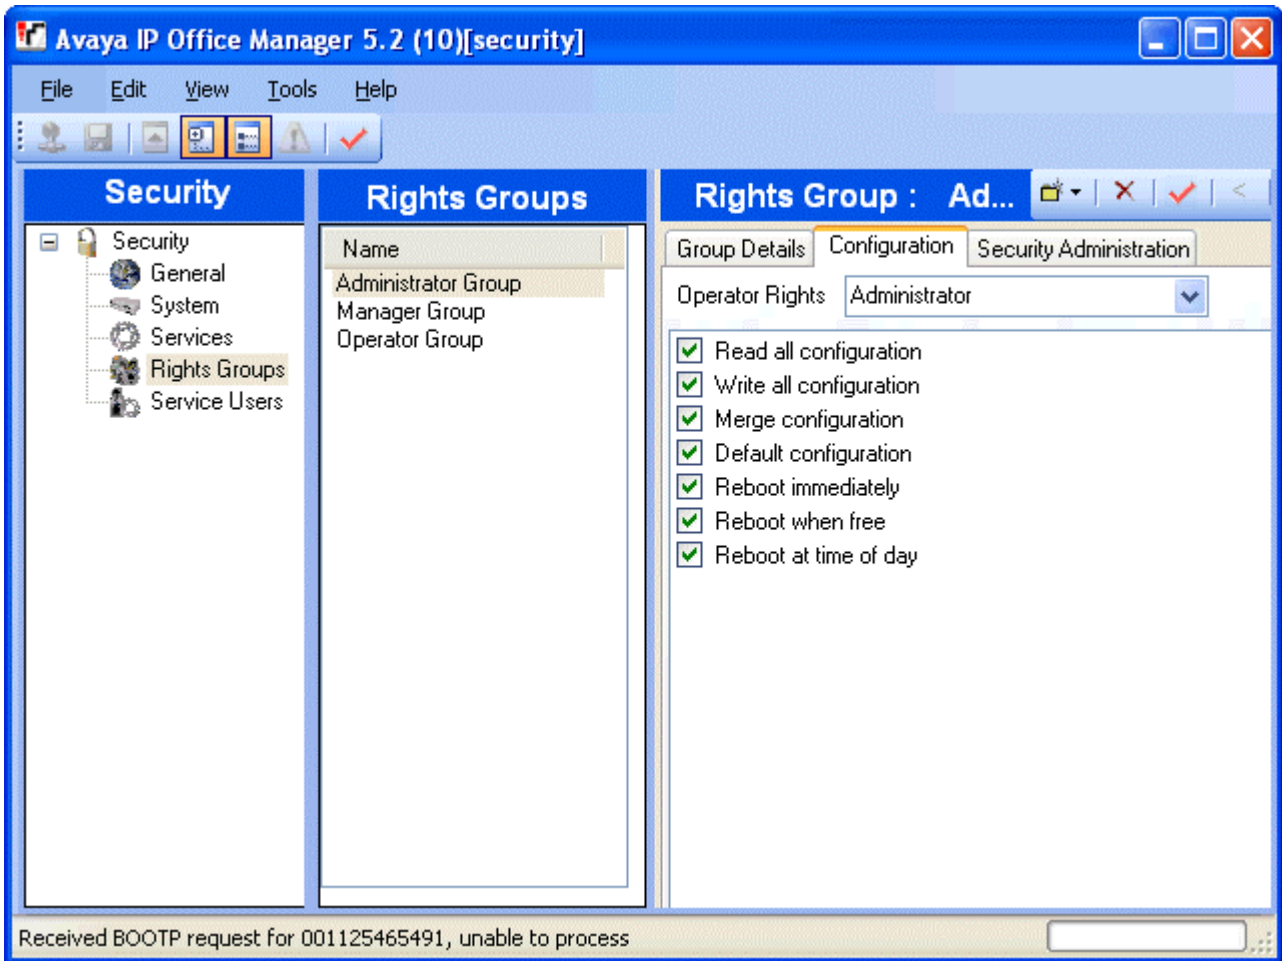 Avaya IP Office Manager 5.2 (10)[security]
File Edit View Tools Help
Security
Security
General
System
Services
Rights Groups
Service Users
Rights Groups
Name
Administrator Group
Manager Group
Operator Group
Rights Group : Ad...
Group Details Configuration Security Administration
Operator Rights Administrator
Read all configuration
Write all configuration
Merge configuration
Default configuration
Reboot immediately
Reboot when free
Reboot at time of day
Received BOOTP request for 001125465491, unable to process